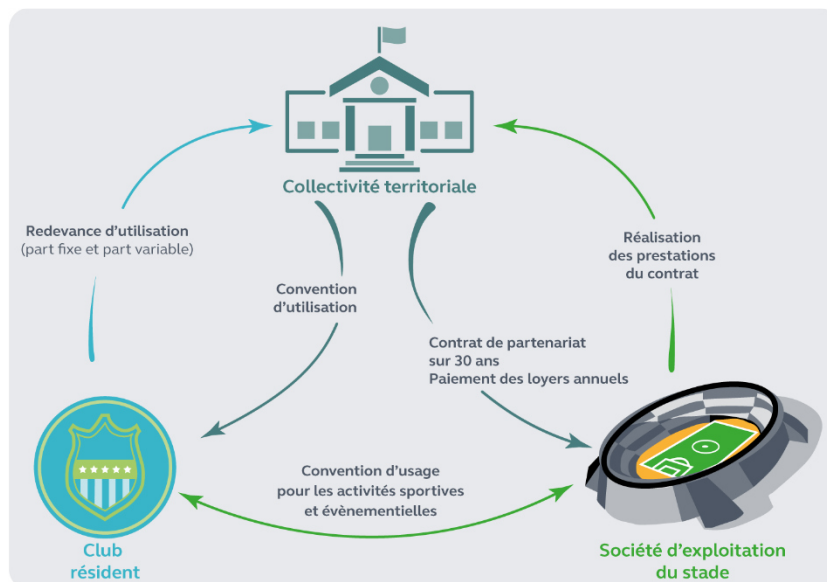 Collectivité territoriale
Redevance d'utilisation
(part fixe et part variable)
Réalisation
des prestations
du contrat
Convention
d'utilisation
Contrat de partenariat
sur 30 ans
Paiement des loyers annuels
Convention d'usage
pour les activités sportives
et évènementielles
Club
résident
Société d'exploitation
du stade